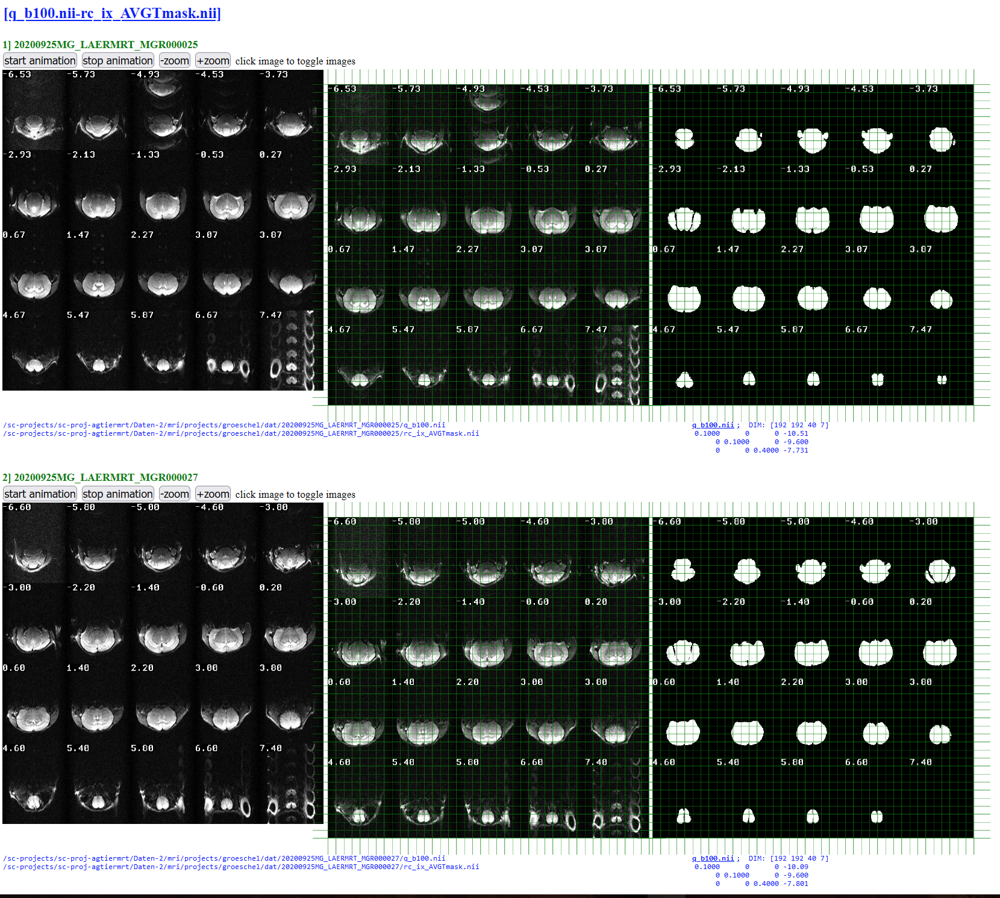 [q_b100.nii-rc_ix_AVGTmask.nii]
1] 20200925MG_LAERMRT_MGR000025
start animation stop animation -zoom +zoom click image to toggle images
-6.53 -5.73 -4.93 -4.53 -3.73
-2.93 -2.13 -1.33 -0.53 0.27
0.67 1.47 2.27 3.07 3.87
4.67 5.47 5.87 6.67 7.47
-6.53 -5.73 -4.93 -4.53 -3.73
-2.93 -2.13 -1.33 -0.53 0.27
0.67 1.47 2.27 3.07 3.87
4.67 5.47 5.87 6.67 7.47
-6.53 -5.73 -4.93 -4.53 -3.73
-2.93 -2.13 -1.33 -0.53 0.27
0.67 1.47 2.27 3.07 3.87
4.67 5.47 5.87 6.67 7.47
/sc-projects/sc-proj-agtiermrt/Daten-2/mri/projects/groeschel/dat/20200925MG_LAERMRT_MGR000025/q_b100.nii
/sc-projects/sc-proj-agtiermrt/Daten-2/mri/projects/groeschel/dat/20200925MG_LAERMRT_MGR000025/rc_ix_AVGTmask.nii
q_b100.nii ; DIM: [192 192 40 7]
0.1000 0 0 -10.51
0 0.1000 0 -9.600
0 0 0.4000 -7.731
2] 20200925MG_LAERMRT_MGR000027
start animation stop animation -zoom +zoom click image to toggle images
-6.60 -5.80 -5.00 -4.60 -3.80
-3.00 -2.20 -1.40 -0.60 0.20
0.60 1.40 2.20 3.00 3.80
4.60 5.40 5.80 6.60 7.40
-6.60 -5.80 -5.00 -4.60 -3.80
-3.00 -2.20 -1.40 -0.60 0.20
0.60 1.40 2.20 3.00 3.80
4.60 5.40 5.80 6.60 7.40
-6.60 -5.80 -5.00 -4.60 -3.80
-3.00 -2.20 -1.40 -0.60 0.20
0.60 1.40 2.20 3.00 3.80
4.60 5.40 5.80 6.60 7.40
/sc-projects/sc-proj-agtiermrt/Daten-2/mri/projects/groeschel/dat/20200925MG_LAERMRT_MGR000027/q_b100.nii
/sc-projects/sc-proj-agtiermrt/Daten-2/mri/projects/groeschel/dat/20200925MG_LAERMRT_MGR000027/rc_ix_AVGTmask.nii
q_b100.nii ; DIM: [192 192 40 7]
0.1000 0 0 -10.09
0 0.1000 0 -9.600
0 0 0.4000 -7.801